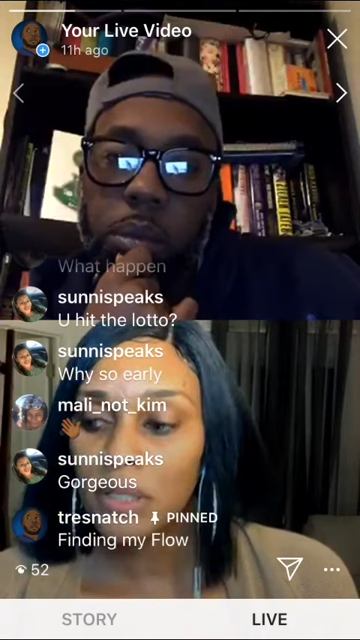 Your Live Video
11h ago
What happen
sunnispeaks
U hit the lotto?
sunnispeaks
Why so early
mali_not_kim
👋🏾
sunnispeaks
Gorgeous
tresnatch PINNED
Finding my Flow
52
STORY LIVE